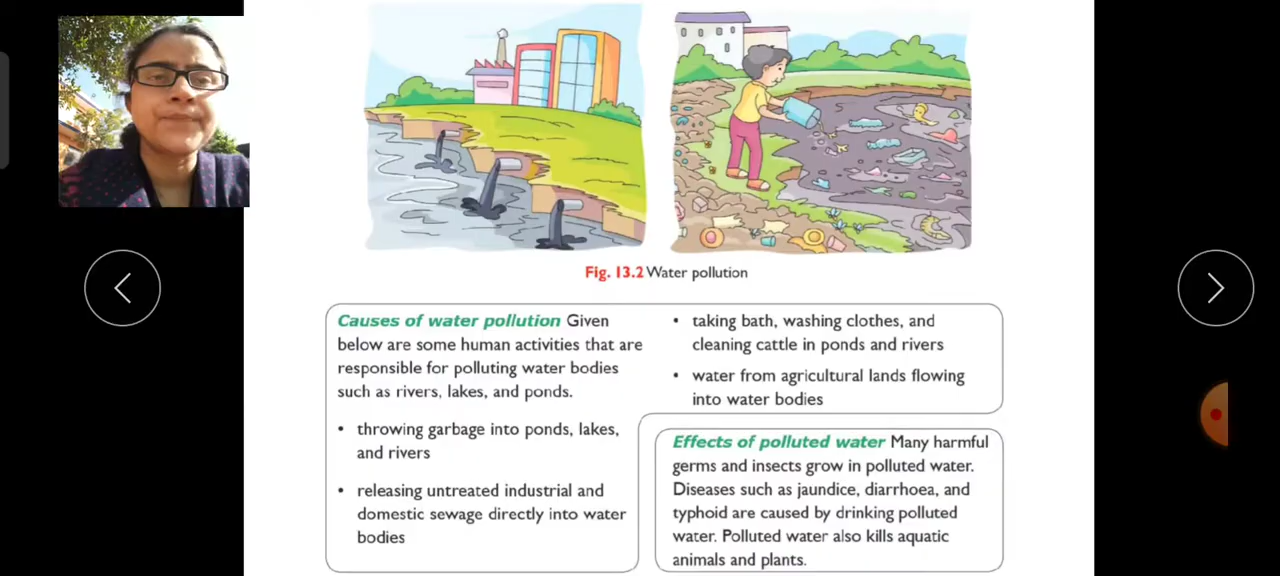 Fig. 13.2 Water pollution
Causes of water pollution Given
below are some human activities that are
responsible for polluting water bodies
such as rivers, lakes, and ponds.
• throwing garbage into ponds, lakes,
and rivers
• releasing untreated industrial and
domestic sewage directly into water
bodies
• taking bath, washing clothes, and
cleaning cattle in ponds and rivers
• water from agricultural lands flowing
into water bodies
Effects of polluted water Many harmful
germs and insects grow in polluted water.
Diseases such as jaundice, diarrhoea, and
typhoid are caused by drinking polluted
water. Polluted water also kills aquatic
animals and plants.